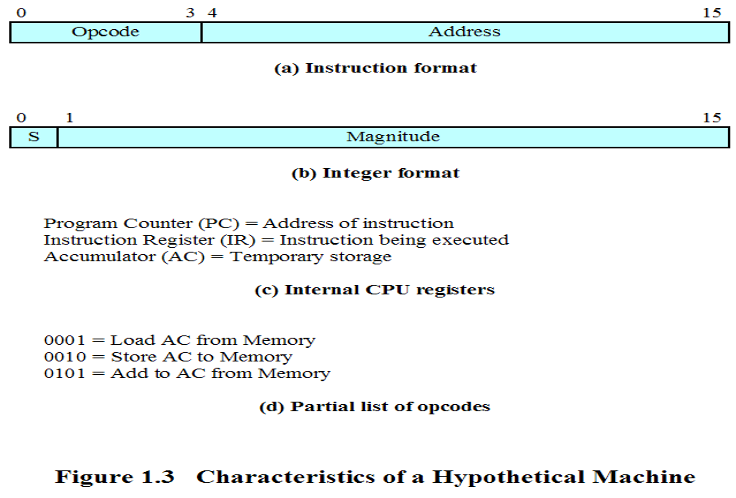 0 3 4 15
Opcode Address
(a) Instruction format
0 1 15
S Magnitude
(b) Integer format
Program Counter (PC) = Address of instruction
Instruction Register (IR) = Instruction being executed
Accumulator (AC) = Temporary storage
(c) Internal CPU registers
0001 = Load AC from Memory
0010 = Store AC to Memory
0101 = Add to AC from Memory
(d) Partial list of opcodes
Figure 1.3 Characteristics of a Hypothetical Machine